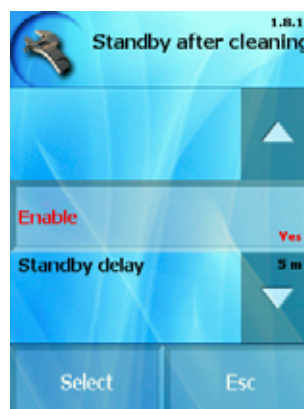 1.8.1
Standby after cleaning
Enable
Yes
Standby delay 5 m
Select Esc